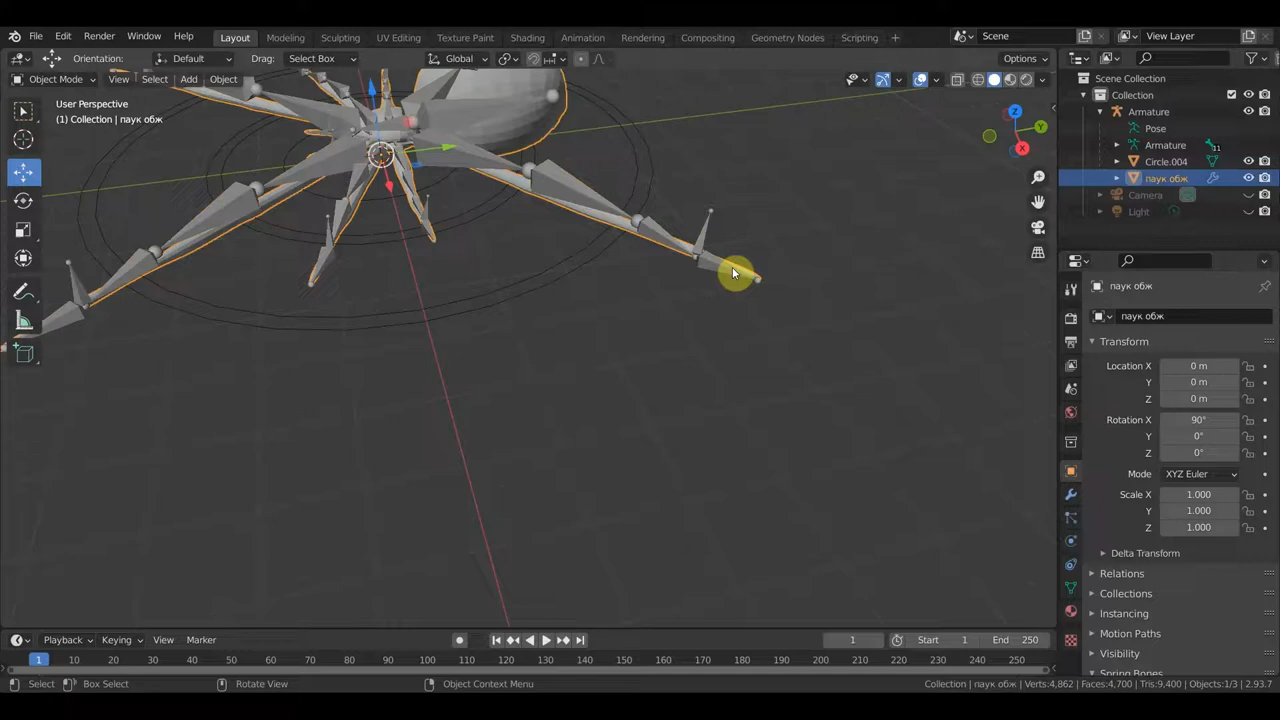 File Edit Render Window Help Layout Modeling Sculpting UV Editing Texture Paint Shading Animation Rendering Compositing Geometry Nodes Scripting + Scene View Layer
Orientation: Default Drag: Select Box Global Options
Object Mode View Select Add Object
User Perspective
(1) Collection | паук обж
Z
Y
X
Scene Collection
Collection
Armature
Pose
Armature 11
Circle.004
паук обж
Camera
Light
паук обж
паук обж
Transform
Location X 0 m
Y 0 m
Z 0 m
Rotation X 90°
Y 0°
Z 0°
Mode XYZ Euler
Scale X 1.000
Y 1.000
Z 1.000
Delta Transform
Relations
Collections
Instancing
Motion Paths
Visibility
Spring Bones
Playback Keying View Marker 1 Start 1 End 250
1 10 20 30 40 50 60 70 80 90 100 110 120 130 140 150 160 170 180 190 200 210 220 230 240 250
Select Box Select Rotate View Object Context Menu Collection | паук обж | Verts:4,862 | Faces:4,700 | Tris:9,400 | Objects:1/3 | 2.93.7